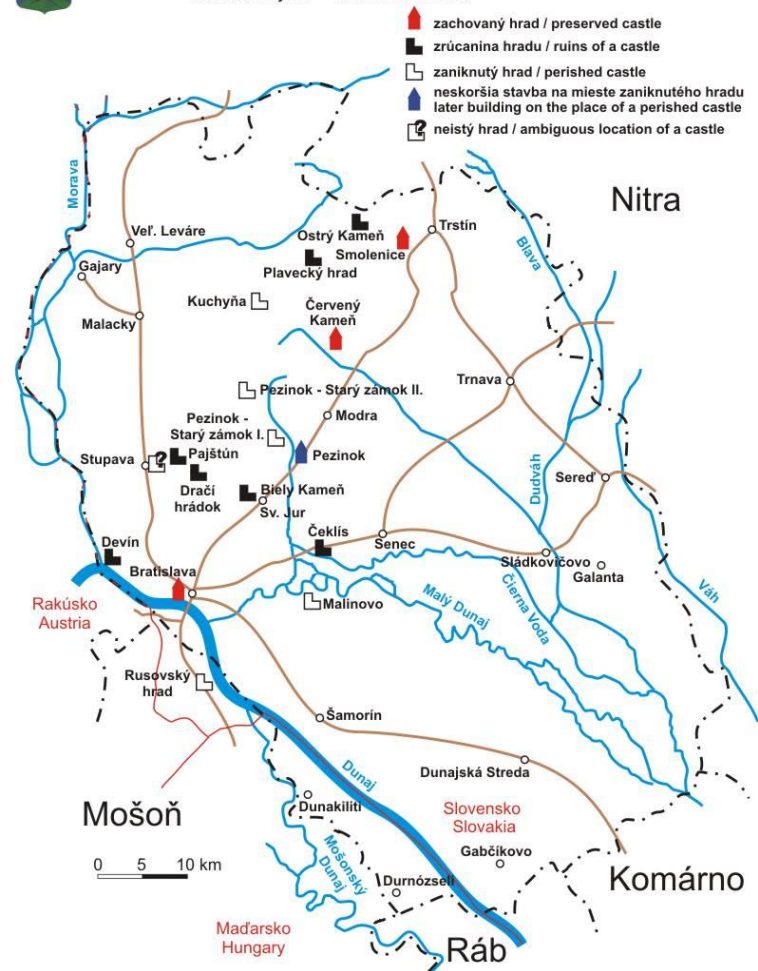 zachovaný hrad / preserved castle
zrúcanina hradu / ruins of a castle
zaniknutý hrad / perished castle
neskoršia stavba na mieste zaniknutého hradu
later building on the place of a perished castle
?
neistý hrad / ambiguous location of a castle
Nitra
Morava
Blava
Veľ. Leváre
Ostrý Kameň
Trstín
Smolenice
Plavecký hrad
Gajary
Kuchyňa
Červený
Kameň
Malacky
Trnava
Pezinok - Starý zámok II.
Modra
Pezinok -
Starý zámok I.
Stupava
?
Pajštún
Pezinok
Dudváh
Sereď
Dračí
hrádok
Biely Kameň
Sv. Jur
Čeklís
Senec
Devín
Sládkovičovo
Galanta
Bratislava
Rakúsko
Austria
Malinovo
Malý Dunaj
Čierna Voda
Váh
Rusovský
hrad
Šamorín
Dunaj
Dunajská Streda
Mošoň
Dunakiliti
Slovensko
Slovakia
0 5 10 km
Mošonský
Dunaj
Gabčíkovo
Durnózseli
Komárno
Maďarsko
Hungary
Ráb